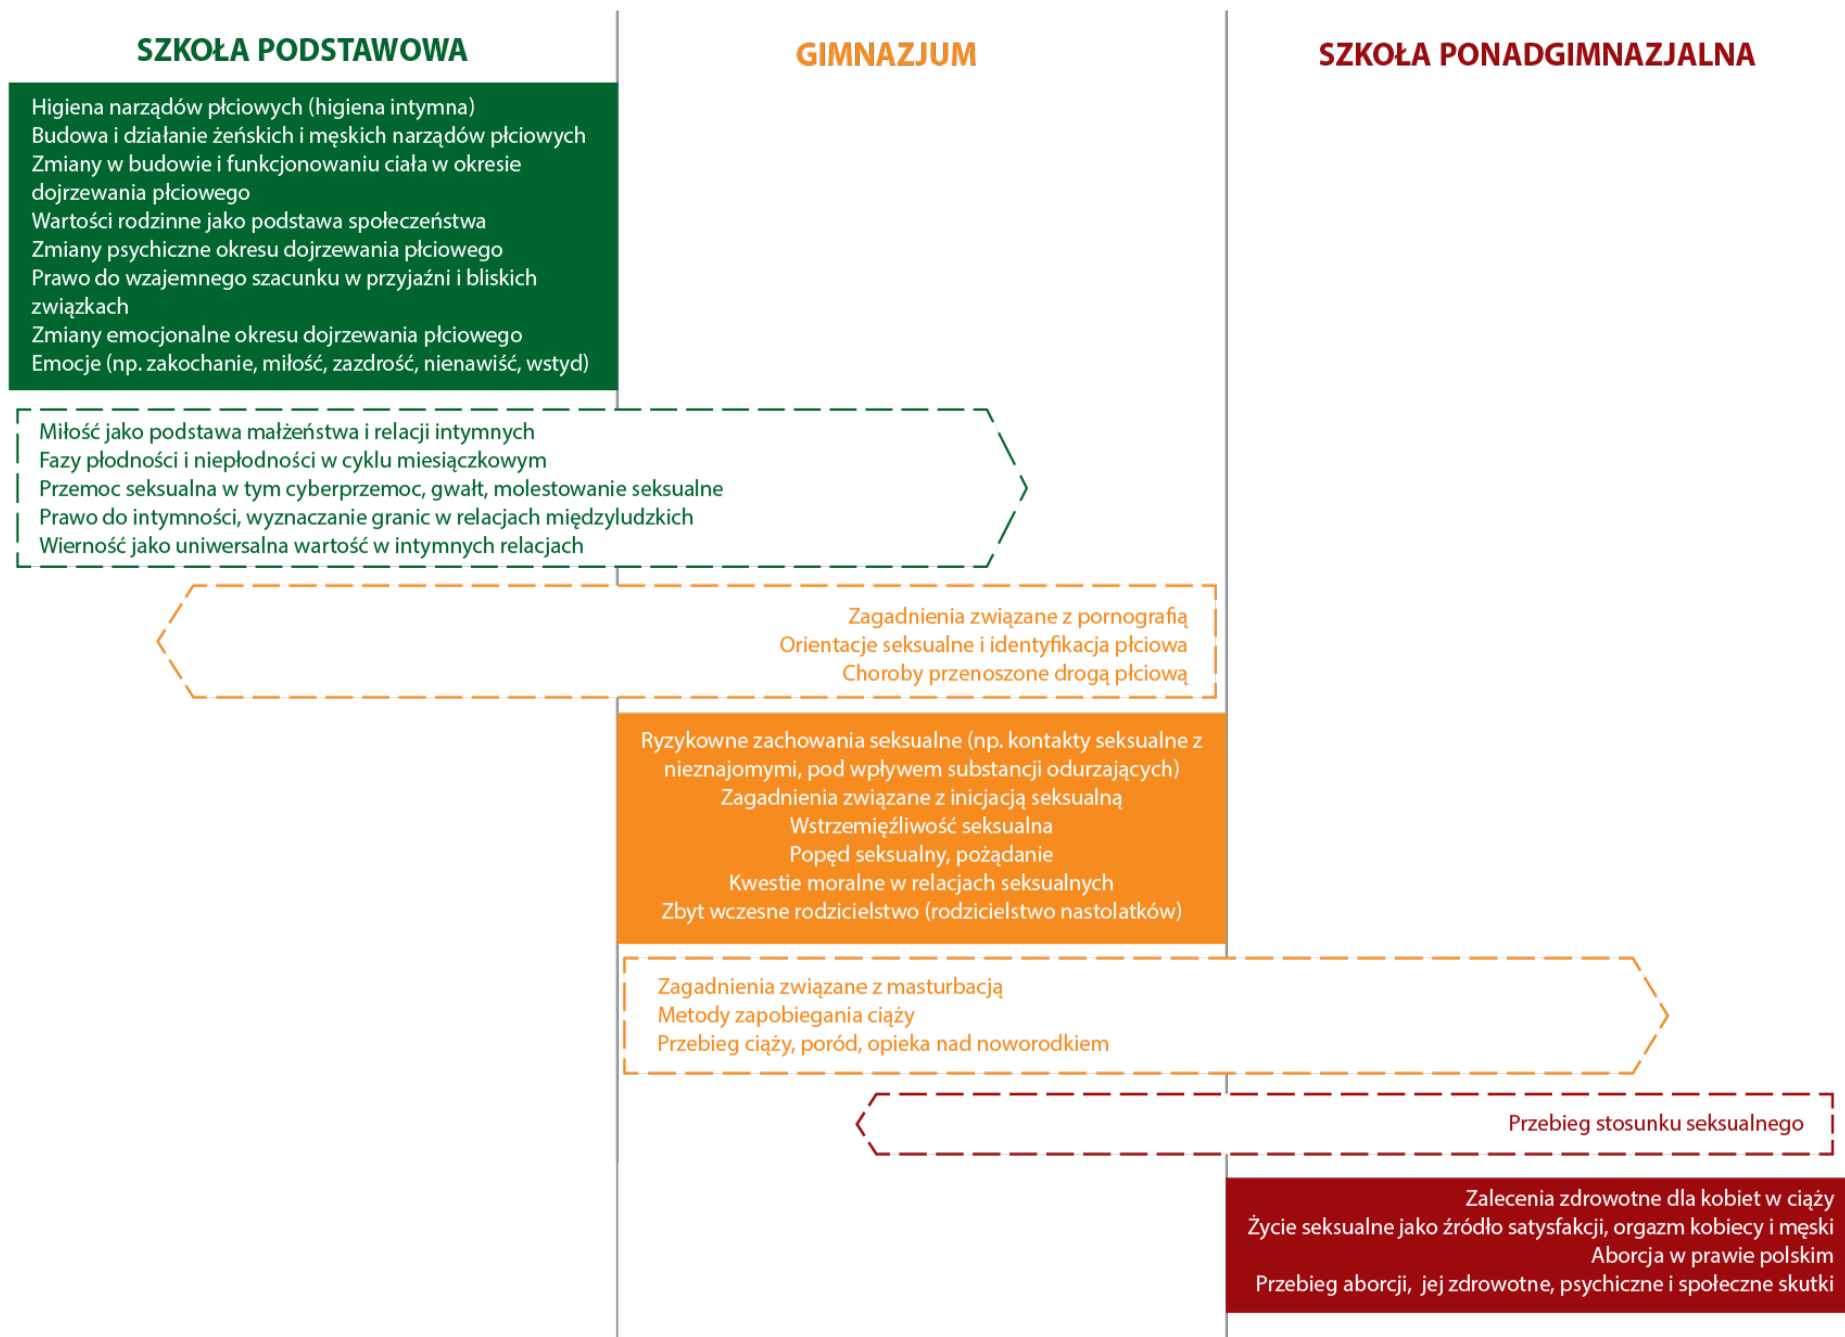 SZKOŁA PODSTAWOWA
GIMNAZJUM
SZKOŁA PONADGIMNAZJALNA
Higiena narządów płciowych (higiena intymna)
Budowa i działanie żeńskich i męskich narządów płciowych
Zmiany w budowie i funkcjonowaniu ciała w okresie
dojrzewania płciowego
Wartości rodzinne jako podstawa społeczeństwa
Zmiany psychiczne okresu dojrzewania płciowego
Prawo do wzajemnego szacunku w przyjaźni i bliskich
związkach
Zmiany emocjonalne okresu dojrzewania płciowego
Emocje (np. zakochanie, miłość, zazdrość, nienawiść, wstyd)
Miłość jako podstawa małżeństwa i relacji intymnych
Fazy płodności i niepłodności w cyklu miesiączkowym
Przemoc seksualna w tym cyberprzemoc, gwałt, molestowanie seksualne
Prawo do intymności, wyznaczanie granic w relacjach międzyludzkich
Wierność jako uniwersalna wartość w intymnych relacjach
Zagadnienia związane z pornografią
Orientacje seksualne i identyfikacja płciowa
Choroby przenoszone drogą płciową
Ryzykowne zachowania seksualne (np. kontakty seksualne z
nieznajomymi, pod wpływem substancji odurzających)
Zagadnienia związane z inicjacją seksualną
Wstrzemięźliwość seksualna
Popęd seksualny, pożądanie
Kwestie moralne w relacjach seksualnych
Zbyt wczesne rodzicielstwo (rodzicielstwo nastolatków)
Zagadnienia związane z masturbacją
Metody zapobiegania ciąży
Przebieg ciąży, poród, opieka nad noworodkiem
Przebieg stosunku seksualnego
Zalecenia zdrowotne dla kobiet w ciąży
Życie seksualne jako źródło satysfakcji, orgazm kobiecy i męski
Aborcja w prawie polskim
Przebieg aborcji, jej zdrowotne, psychiczne i społeczne skutki